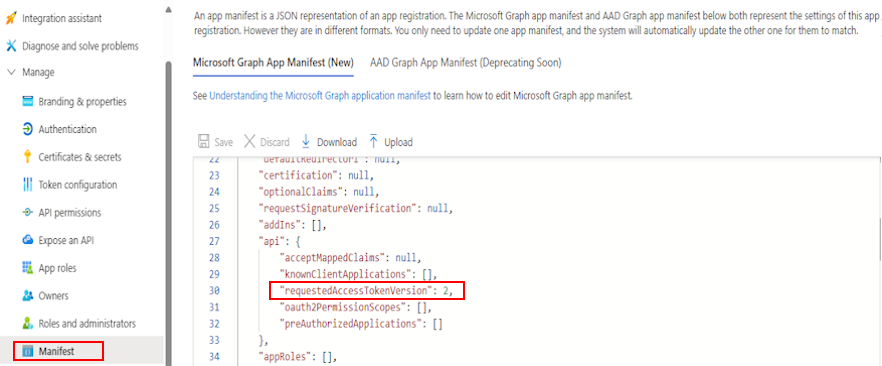 Integration assistant
Diagnose and solve problems
Manage
Branding & properties
Authentication
Certificates & secrets
Token configuration
API permissions
Expose an API
App roles
Owners
Roles and administrators
Manifest
An app manifest is a JSON representation of an app registration. The Microsoft Graph app manifest and AAD Graph app manifest below both represent the settings of this app
registration. However they are in different formats. You only need to update one app manifest, and the system will automatically update the other one for them to match.
Microsoft Graph App Manifest (New) AAD Graph App Manifest (Deprecating Soon)
See Understanding the Microsoft Graph application manifest to learn how to edit Microsoft Graph app manifest.
Save Discard Download Upload
22 "defaultRedirectUri": null,
23 "certification": null,
24 "optionalClaims": null,
25 "requestSignatureVerification": null,
26 "addIns": [],
27 "api": {
28 "acceptMappedClaims": null,
29 "knownClientApplications": [],
30 "requestedAccessTokenVersion": 2,
31 "oauth2PermissionScopes": [],
32 "preAuthorizedApplications": []
33 },
34 "appRoles": [],